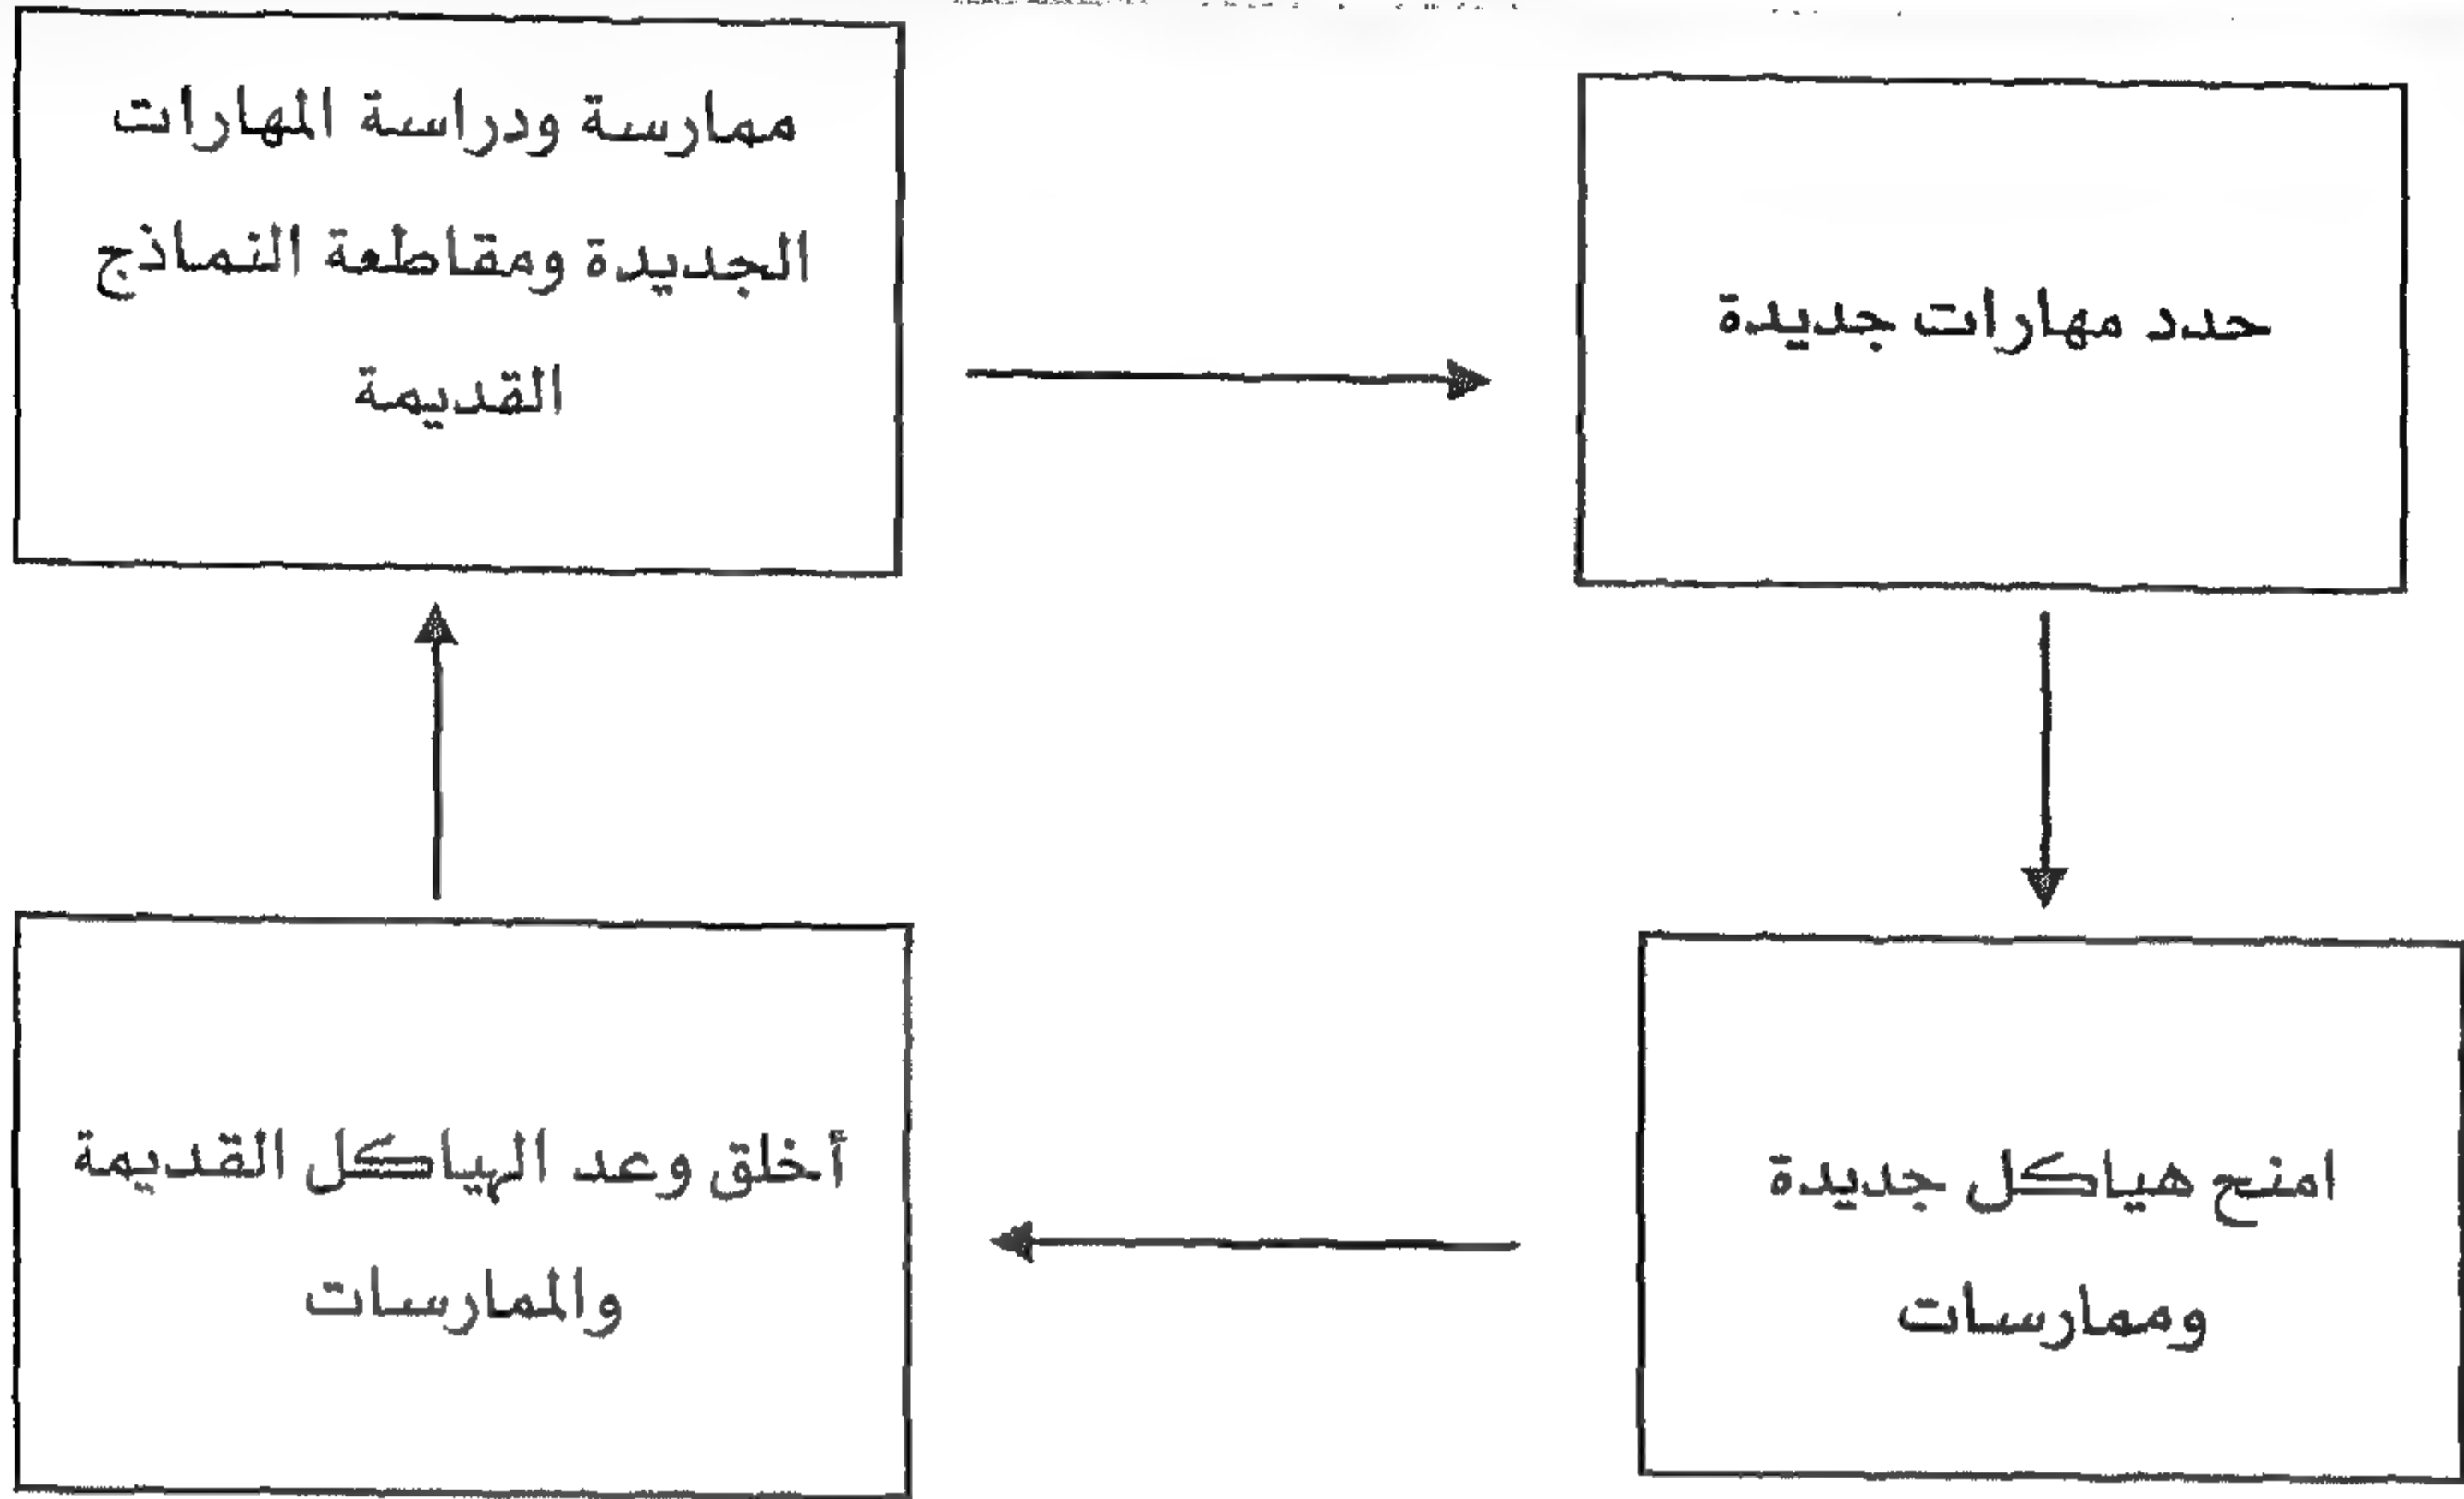 حدد مهارات جديدة
امنح هياكل جديدة
وممارسات
أخلق وعد الهياكل القديمة
والممارسات
ممارسة ودراسة المهارات
الجديدة ومقاطعة النماذج
القديمة